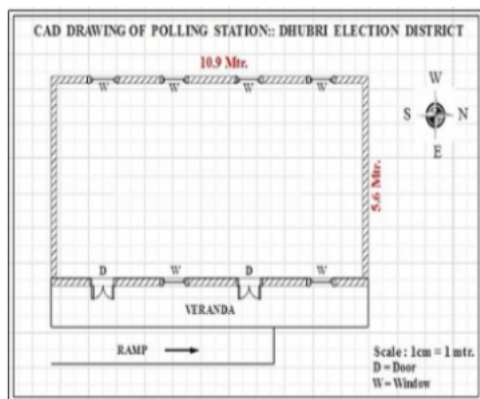 CAD DRAWING OF POLLING STATION:: DHUBRI ELECTION DISTRICT
10.9 Mtr.
W W W W
W
S N
E
5.6 Mtr.
D W D W
VERANDA
RAMP
Scale : 1cm = 1 mtr.
D = Door
W = Window